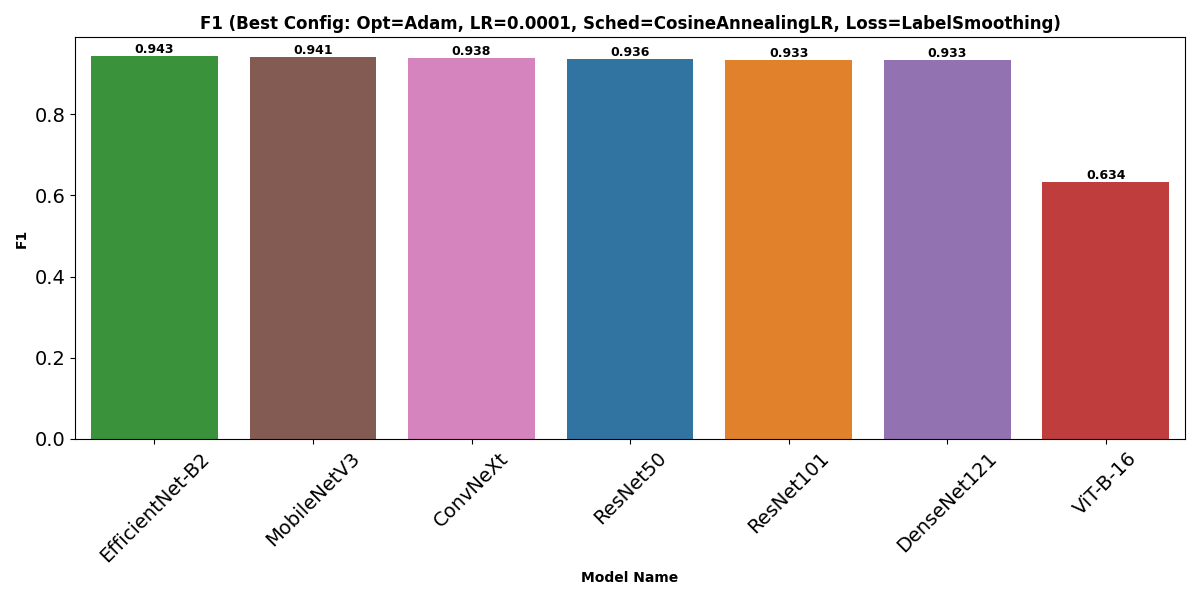 F1 (Best Config: Opt=Adam, LR=0.0001, Sched=CosineAnnealingLR, Loss=LabelSmoothing)
0.943
0.941
0.938
0.936
0.933
0.933
0.634
0.8
0.6
0.4
0.2
0.0
F1
EfficientNet-B2
MobileNetV3
ConvNeXt
ResNet50
ResNet101
DenseNet121
ViT-B-16
Model Name